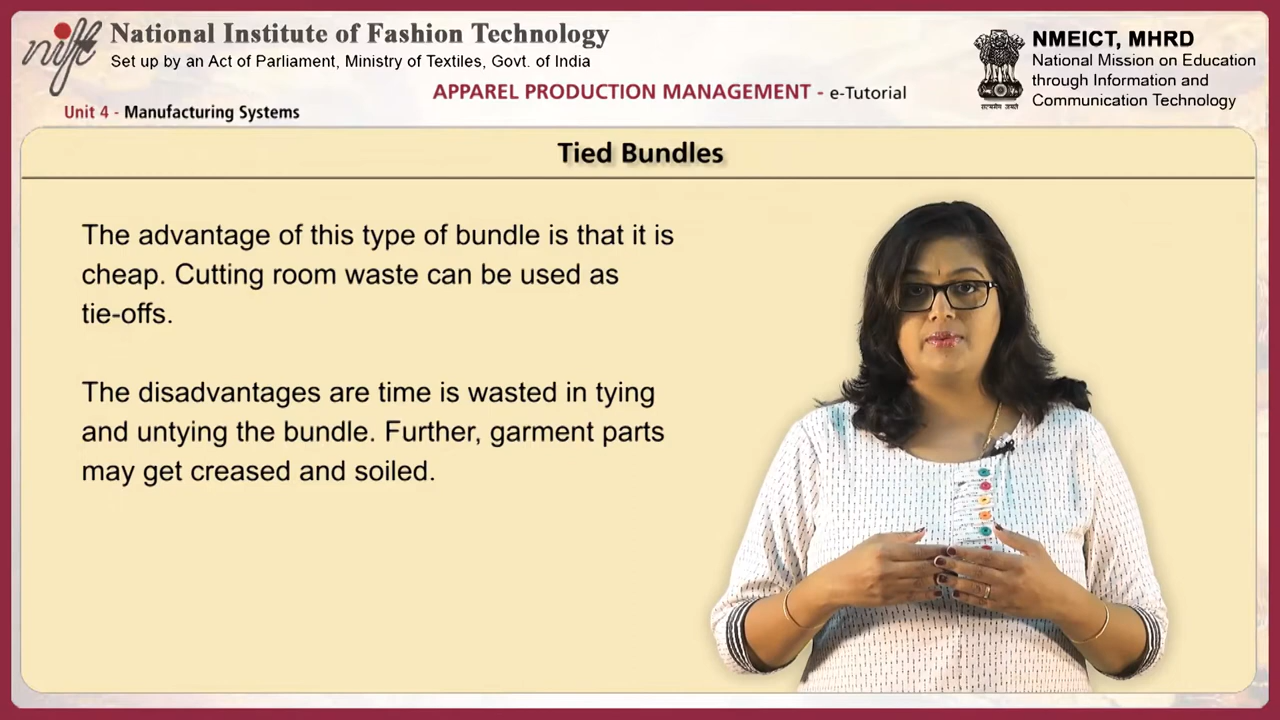 nift
National Institute of Fashion Technology
Set up by an Act of Parliament, Ministry of Textiles, Govt. of India
NMEICT, MHRD
National Mission on Education
through Information and
Communication Technology
सत्यमेव जयते
APPAREL PRODUCTION MANAGEMENT - e-Tutorial
Unit 4 - Manufacturing Systems
Tied Bundles
The advantage of this type of bundle is that it is
cheap. Cutting room waste can be used as
tie-offs.
The disadvantages are time is wasted in tying
and untying the bundle. Further, garment parts
may get creased and soiled.